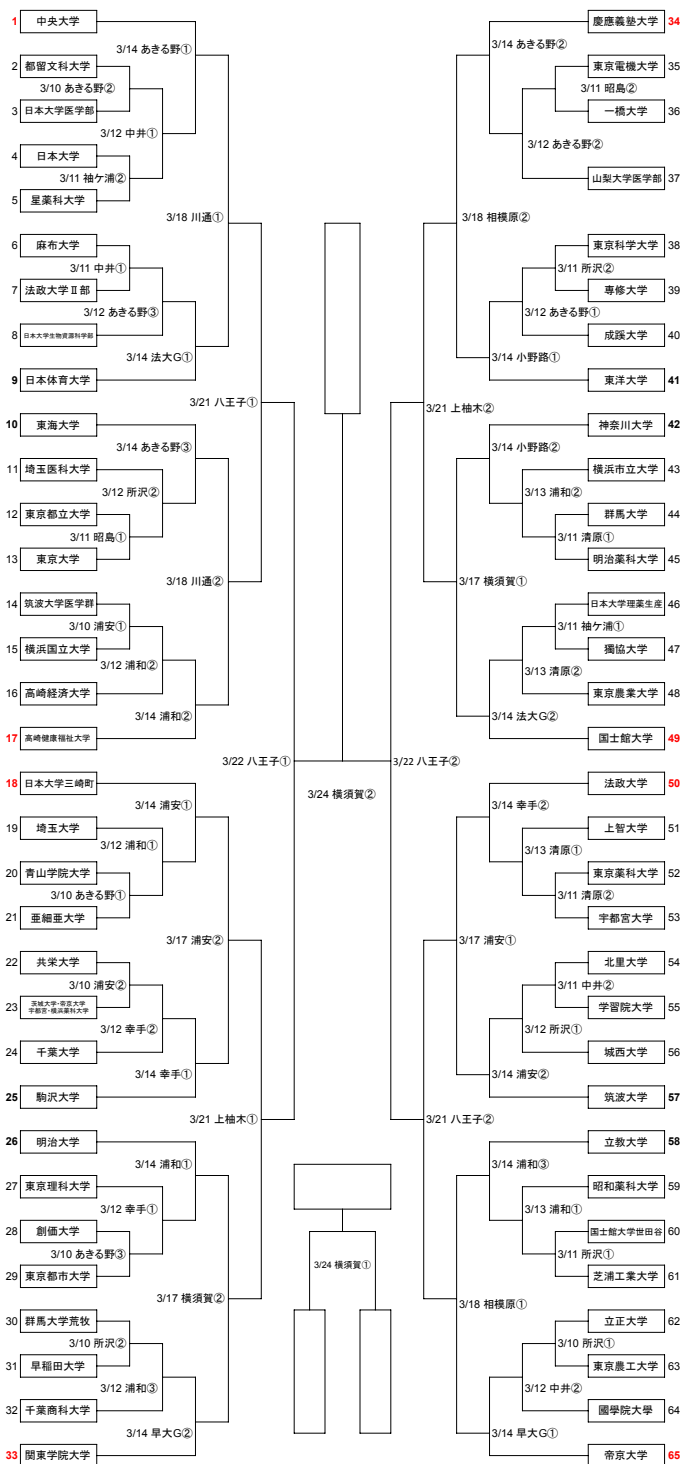 1 中央大学
3/14 あきる野①
2 都留文科大学
3/10 あきる野②
3 日本大学医学部
3/12 中井①
4 日本大学
3/11 袖ケ浦②
5 星薬科大学
3/18 川通①
6 麻布大学
3/11 中井①
7 法政大学Ⅱ部
3/12 あきる野③
8 日本大学生物資源科学部
3/14 法大G①
9 日本体育大学
3/21 八王子①
10 東海大学
3/14 あきる野③
11 埼玉医科大学
3/12 所沢②
12 東京都立大学
3/11 昭島①
13 東京大学
3/18 川通②
14 筑波大学医学群
3/10 浦安①
15 横浜国立大学
3/12 浦和②
16 高崎経済大学
3/14 浦和②
17 高崎健康福祉大学
3/22 八王子①
18 日本大学三崎町
3/14 浦安①
19 埼玉大学
3/12 浦和①
20 青山学院大学
3/10 あきる野①
21 亜細亜大学
3/17 浦安②
22 共栄大学
3/10 浦安②
23 茨城大学・帝京大学
宇都宮・横浜薬科大学
3/12 幸手②
24 千葉大学
3/14 幸手①
25 駒沢大学
3/21 上柚木①
26 明治大学
3/14 浦和①
27 東京理科大学
3/12 幸手①
28 創価大学
3/10 あきる野③
29 東京都市大学
3/17 横須賀②
30 群馬大学荒牧
3/10 所沢②
31 早稲田大学
3/12 浦和③
32 千葉商科大学
3/14 早大G②
33 関東学院大学
3/24 横須賀②
3/24 横須賀①
慶應義塾大学 34
3/14 あきる野②
東京電機大学 35
3/11 昭島②
一橋大学 36
3/12 あきる野②
山梨大学医学部 37
3/18 相模原②
東京科学大学 38
3/11 所沢②
専修大学 39
3/12 あきる野①
成蹊大学 40
3/14 小野路①
東洋大学 41
3/21 上柚木②
神奈川大学 42
3/14 小野路②
横浜市立大学 43
3/13 浦和②
群馬大学 44
3/11 清原①
明治薬科大学 45
3/17 横須賀①
日本大学理薬生産 46
3/11 袖ケ浦①
獨協大学 47
3/13 清原②
東京農業大学 48
3/14 法大G②
国士館大学 49
3/22 八王子②
法政大学 50
3/14 幸手②
上智大学 51
3/13 清原①
東京薬科大学 52
3/11 清原②
宇都宮大学 53
3/17 浦安①
北里大学 54
3/11 中井②
学習院大学 55
3/12 所沢①
城西大学 56
3/14 浦安②
筑波大学 57
3/21 八王子②
立教大学 58
3/14 浦和③
昭和薬科大学 59
3/13 浦和①
国士館大学世田谷 60
3/11 所沢①
芝浦工業大学 61
3/18 相模原①
立正大学 62
3/10 所沢①
東京農工大学 63
3/12 中井②
國學院大學 64
3/14 早大G①
帝京大学 65